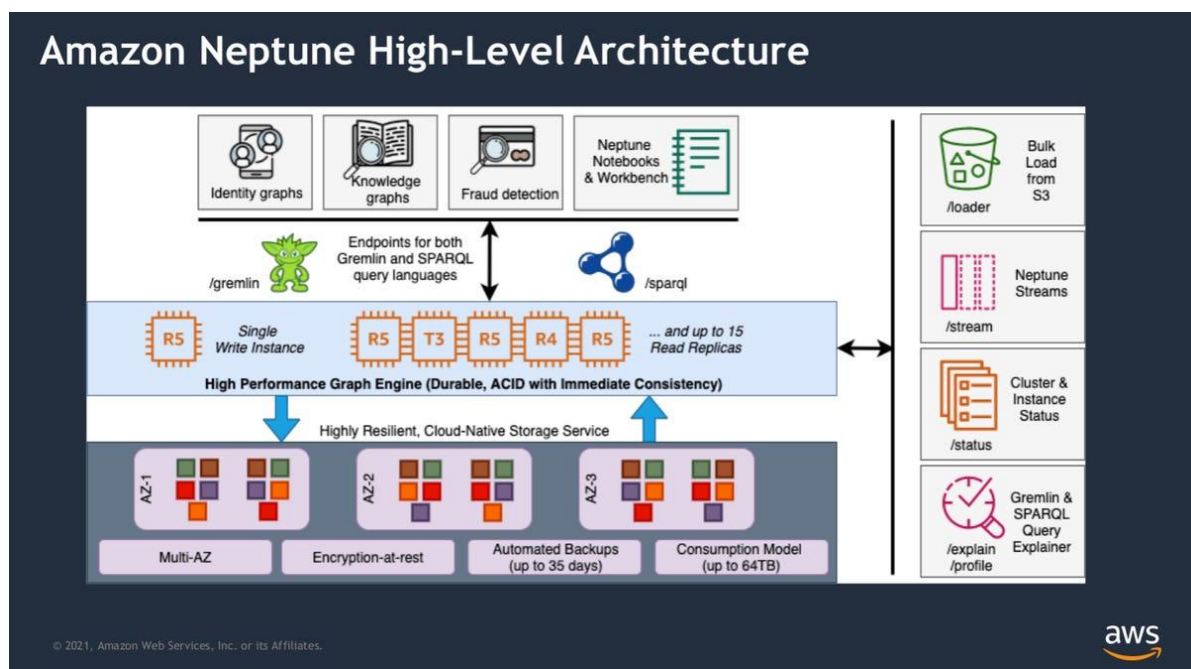 Amazon Neptune High-Level Architecture
Identity graphs
Knowledge
graphs
Fraud detection
Neptune
Notebooks
& Workbench
Endpoints for both
Gremlin and SPARQL
query languages
/gremlin
/sparql
R5
Single
Write Instance
R5
T3
R5
R4
R5
... and up to 15
Read Replicas
High Performance Graph Engine (Durable, ACID with Immediate Consistency)
Highly Resilient, Cloud-Native Storage Service
AZ-1
AZ-2
AZ-3
Multi-AZ
Encryption-at-rest
Automated Backups
(up to 35 days)
Consumption Model
(up to 64TB)
Bulk
Load
from
S3
/loader
Neptune
Streams
/stream
Cluster &
Instance
Status
/status
Gremlin &
SPARQL
Query
Explainer
/explain
/profile
© 2021, Amazon Web Services, Inc. or its Affiliates.
aws